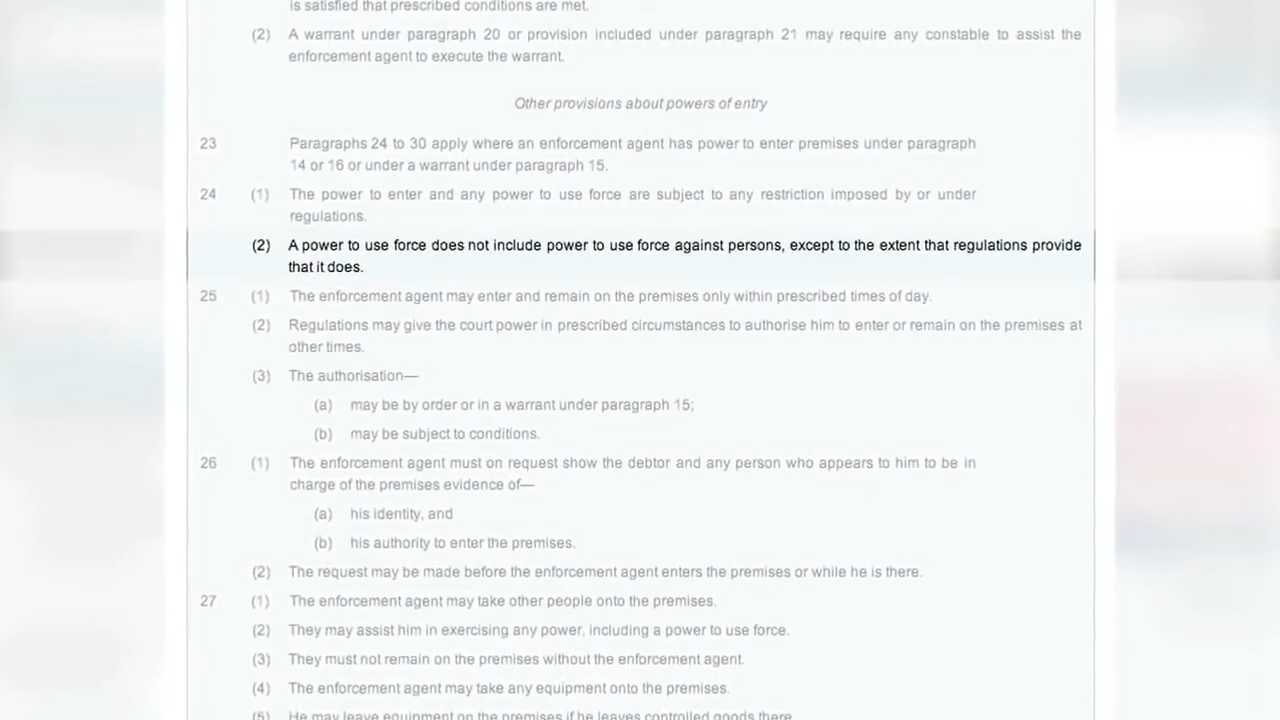 is satisfied that prescribed conditions are met.
(2) A warrant under paragraph 20 or provision included under paragraph 21 may require any constable to assist the
enforcement agent to execute the warrant.
Other provisions about powers of entry
23 Paragraphs 24 to 30 apply where an enforcement agent has power to enter premises under paragraph
14 or 16 or under a warrant under paragraph 15.
24 (1) The power to enter and any power to use force are subject to any restriction imposed by or under
regulations.
(2) A power to use force does not include power to use force against persons, except to the extent that regulations provide
that it does.
25 (1) The enforcement agent may enter and remain on the premises only within prescribed times of day.
(2) Regulations may give the court power in prescribed circumstances to authorise him to enter or remain on the premises at
other times.
(3) The authorisation—
(a) may be by order or in a warrant under paragraph 15;
(b) may be subject to conditions.
26 (1) The enforcement agent must on request show the debtor and any person who appears to him to be in
charge of the premises evidence of—
(a) his identity, and
(b) his authority to enter the premises.
(2) The request may be made before the enforcement agent enters the premises or while he is there.
27 (1) The enforcement agent may take other people onto the premises.
(2) They may assist him in exercising any power, including a power to use force.
(3) They must not remain on the premises without the enforcement agent.
(4) The enforcement agent may take any equipment onto the premises.
(5) He may leave equipment on the premises if he leaves controlled goods there.